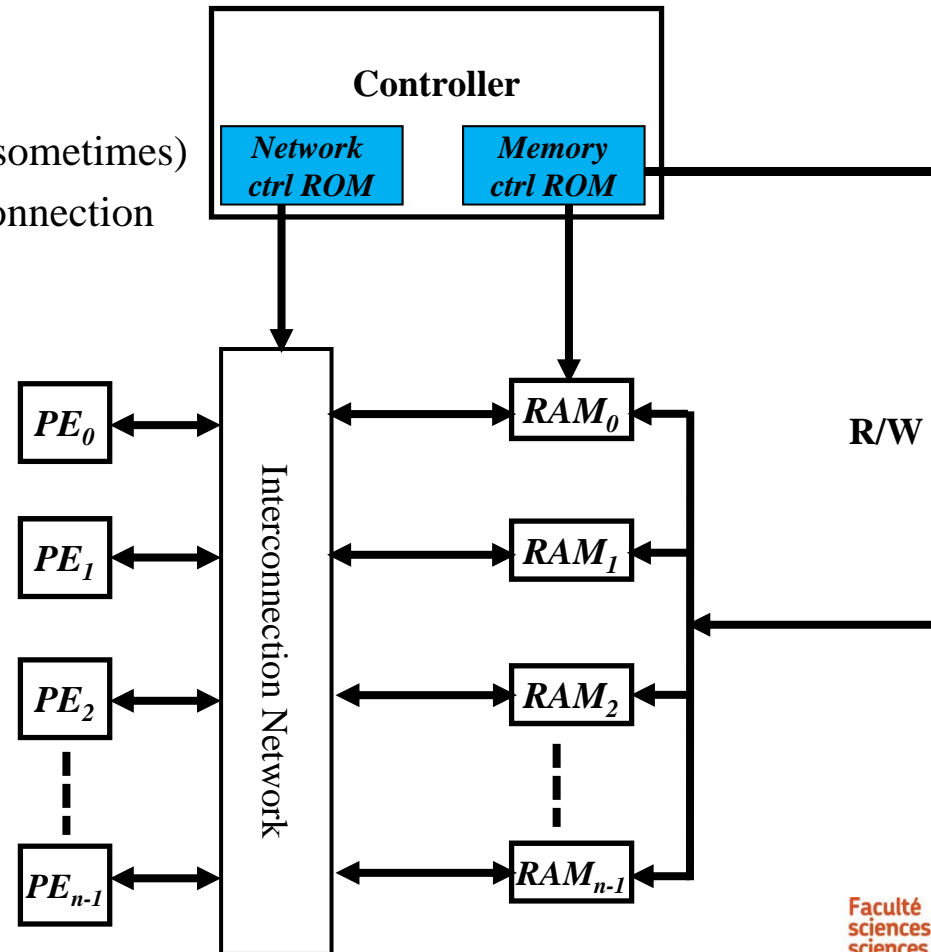 Controller
sometimes)
onnection
Network
ctrl ROM
Memory
ctrl ROM
PE0
RAM0
R/W
PE1
RAM1
Interconnection Network
PE2
RAM2
PEn-1
RAMn-1
Faculté
sciences
sciences